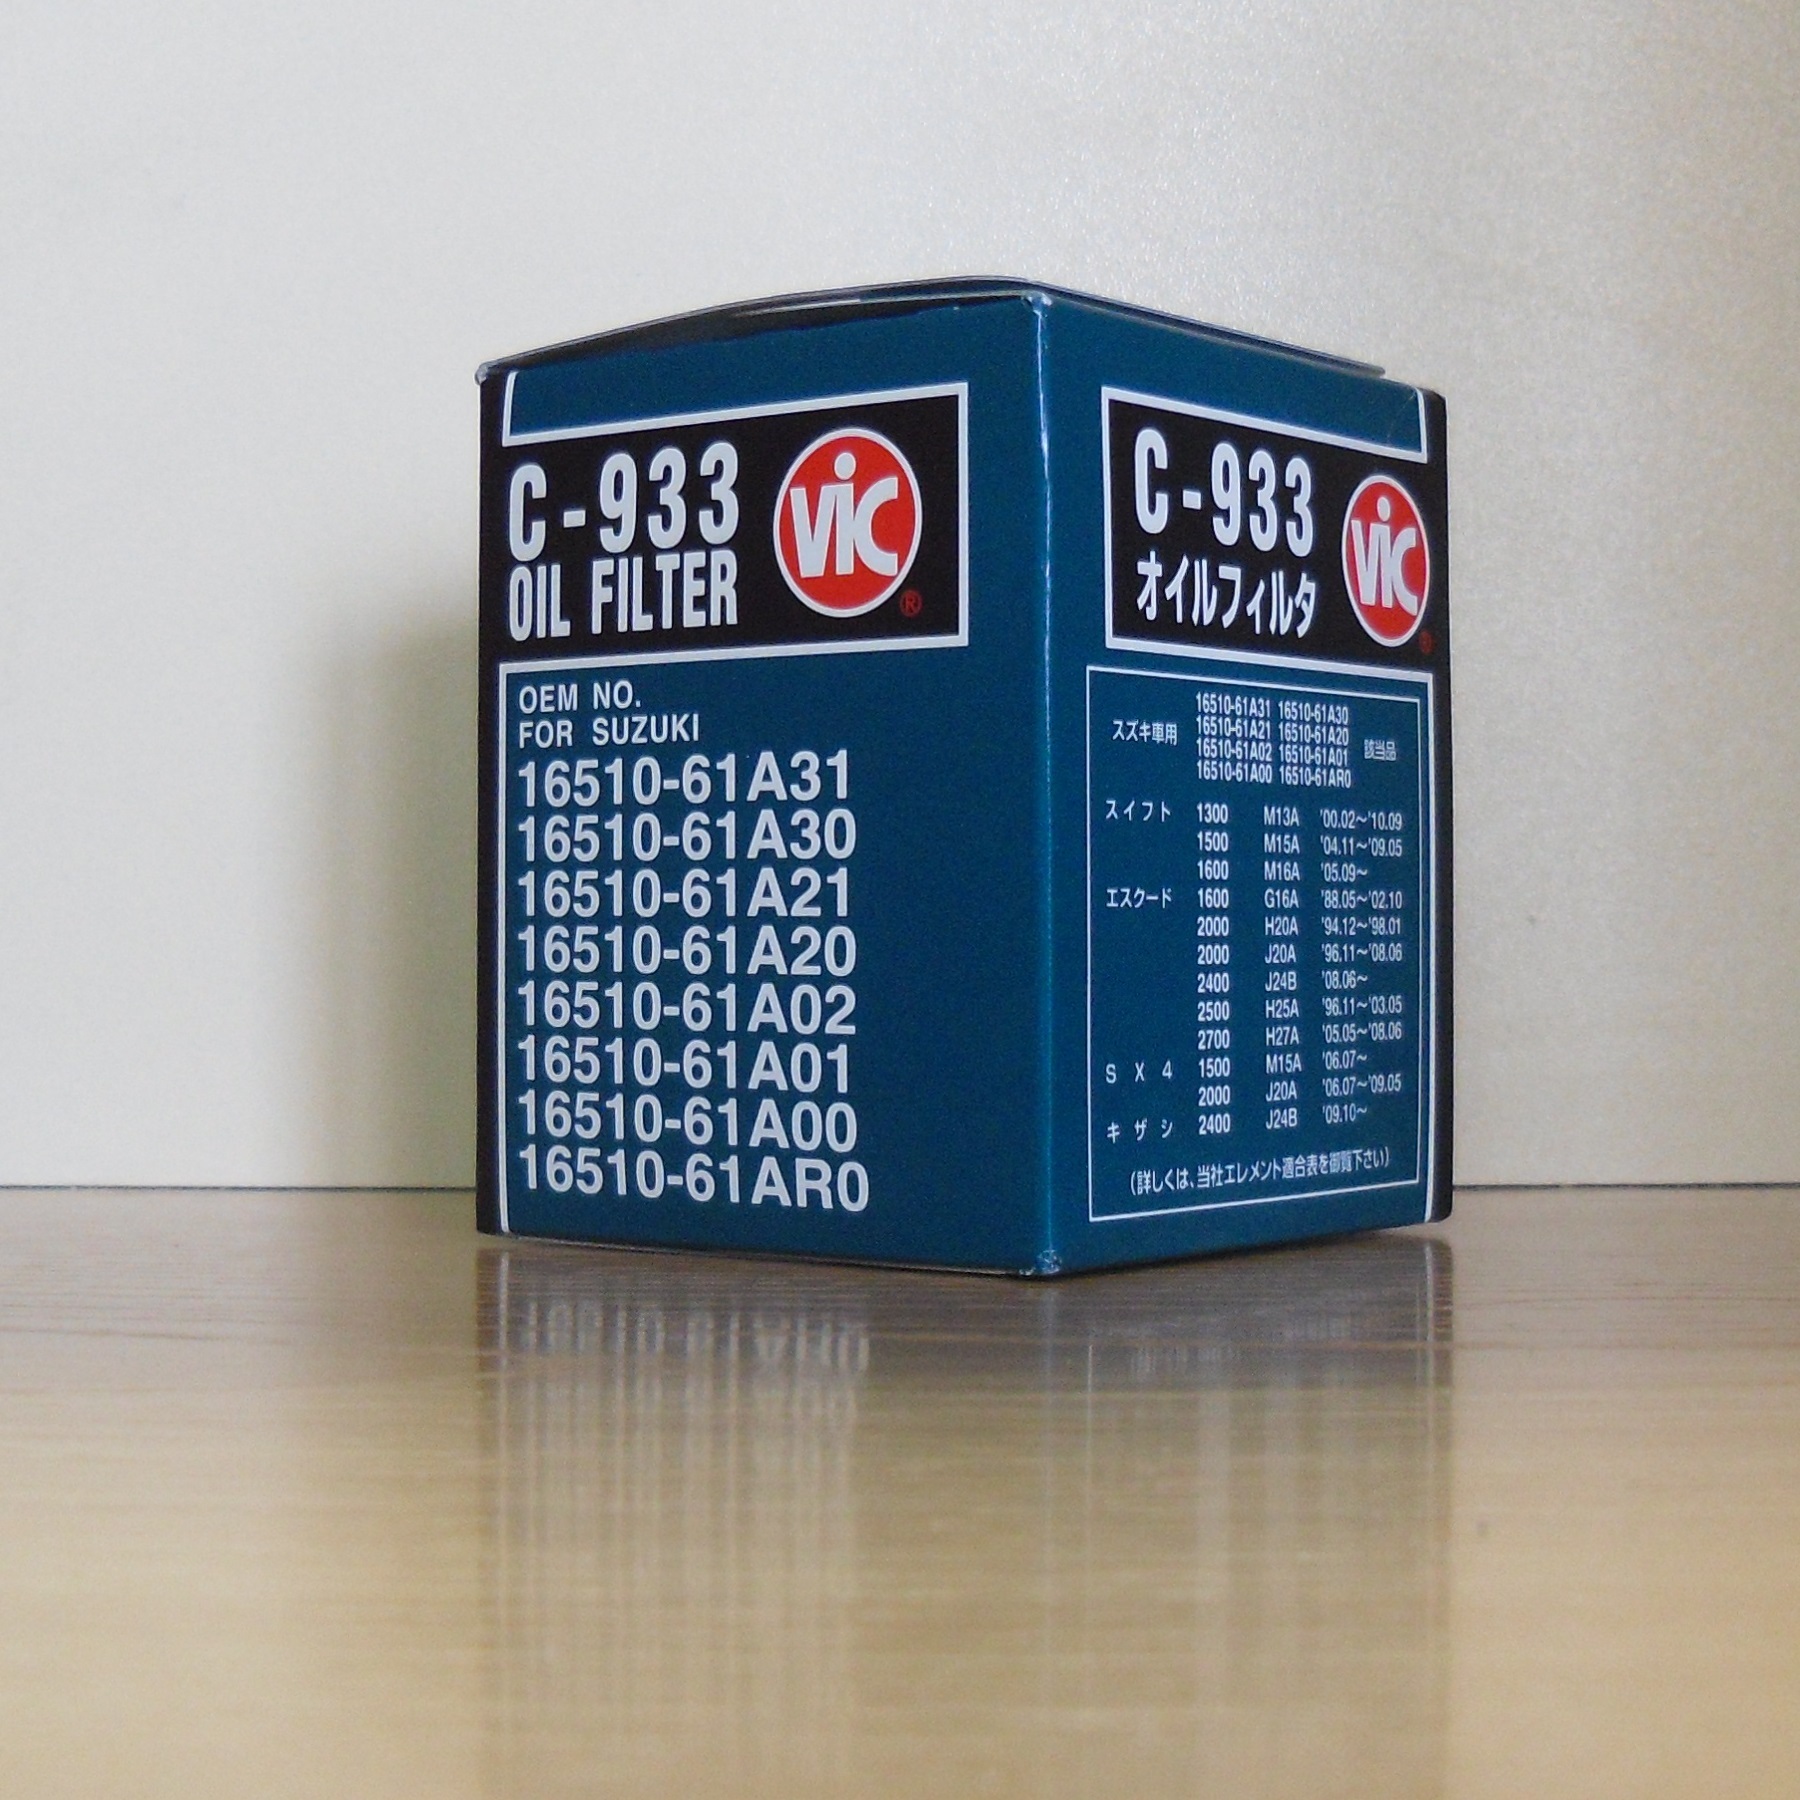 C-933
OIL FILTER
ViC
®
OEM NO.
FOR SUZUKI
16510-61A31
16510-61A30
16510-61A21
16510-61A20
16510-61A02
16510-61A01
16510-61A00
16510-61AR0
C-933
オイルフィルタ
ViC
®
16510-61A31 16510-61A30
スズキ車用 16510-61A21 16510-61A20 該当品
16510-61A02 16510-61A01
16510-61A00 16510-61AR0
スイフト 1300 M13A '00.02〜'10.09
1500 M15A '04.11〜'09.05
1600 M16A '05.09〜
エスクード 1600 G16A '88.05〜'02.10
2000 H20A '94.12〜'98.01
2000 J20A '96.11〜'08.06
2400 J24B '08.06〜
2500 H25A '96.11〜'03.05
2700 H27A '05.05〜'08.06
S X 4 1500 M15A '06.07〜
2000 J20A '06.07〜'09.05
キザシ 2400 J24B '09.10〜
(詳しくは、当社エレメント適合表を御覧下さい)